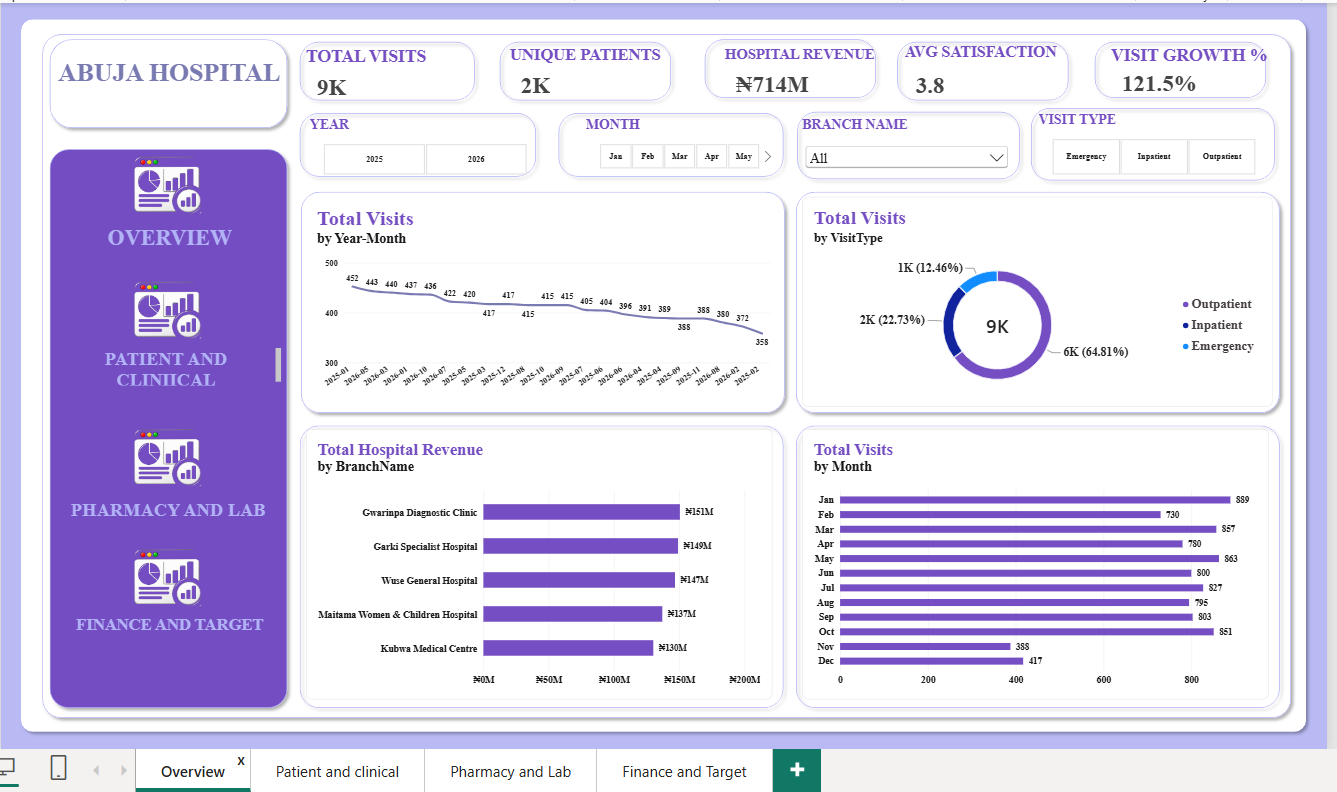 ABUJA HOSPITAL
TOTAL VISITS
9K
UNIQUE PATIENTS
2K
HOSPITAL REVENUE
₦714M
AVG SATISFACTION
3.8
VISIT GROWTH %
121.5%
YEAR
2025 2026
MONTH
Jan Feb Mar Apr May
BRANCH NAME
All
VISIT TYPE
Emergency Inpatient Outpatient
OVERVIEW
PATIENT AND
CLINIICAL
PHARMACY AND LAB
FINANCE AND TARGET
Total Visits
by Year-Month
500
400
300
452 443 440 437 436 422 420 417 417 415 415 415 405 404 396 391 389 388 388 380 372 358
2025-01 2026-05 2026-03 2026-01 2026-10 2026-07 2025-05 2025-03 2025-12 2025-08 2025-10 2026-09 2025-07 2025-06 2026-06 2026-04 2025-04 2025-09 2025-11 2026-08 2026-02 2025-02
Total Visits
by VisitType
1K (12.46%)
2K (22.73%)
9K
6K (64.81%)
Outpatient
Inpatient
Emergency
Total Hospital Revenue
by BranchName
Gwarinpa Diagnostic Clinic ₦151M
Garki Specialist Hospital ₦149M
Wuse General Hospital ₦147M
Maitama Women & Children Hospital ₦137M
Kubwa Medical Centre ₦130M
₦0M ₦50M ₦100M ₦150M ₦200M
Total Visits
by Month
Jan 889
Feb 730
Mar 857
Apr 780
May 863
Jun 800
Jul 827
Aug 795
Sep 803
Oct 851
Nov 388
Dec 417
0 200 400 600 800
Overview x Patient and clinical Pharmacy and Lab Finance and Target +